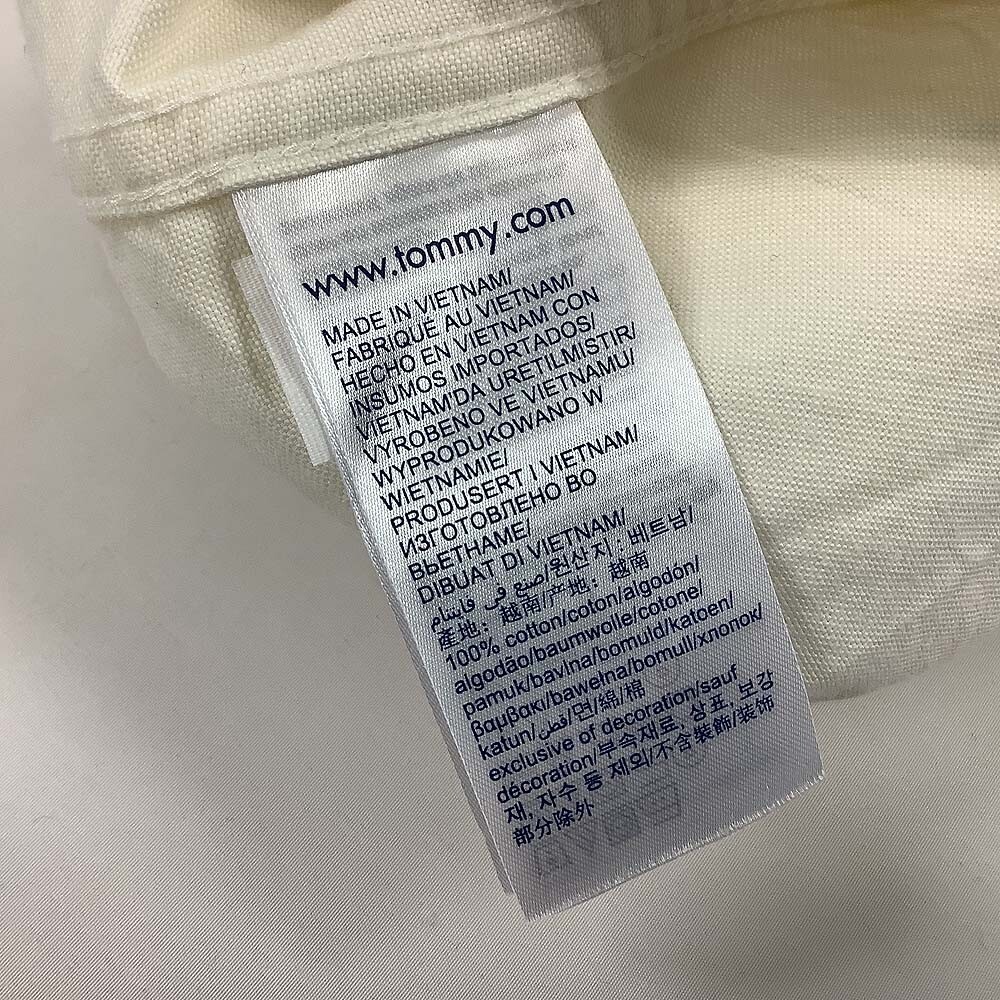 www.tommy.com
MADE IN VIETNAM/
FABRIQUÉ AU VIETNAM/
HECHO EN VIETNAM CON
INSUMOS IMPORTADOS/
VIETNAM'DA URETILMISTIR/
VYROBENO VE VIETNAMU/
WYPRODUKOWANO W
WIETNAMIE/
PRODUSERT I VIETNAM/
ИЗГОТОВЛЕНО ВО
ВЬЕТНАМЕ/
DIBUAT DI VIETNAM/
صنع في فيتنام/원산지: 베트남/
產地: 越南/产地: 越南
100% cotton/coton/algodón/
algodão/baumwolle/cotone/
pamuk/bavlna/bomuld/katoen/
βαμβακι/bawełna/bomull/хлопок/
katun/قطن/면/綿/棉
exclusive of decoration/sauf
décoration/부속재료, 상표, 보강
재, 자수 등 제외/不含裝飾/装饰
部分除外